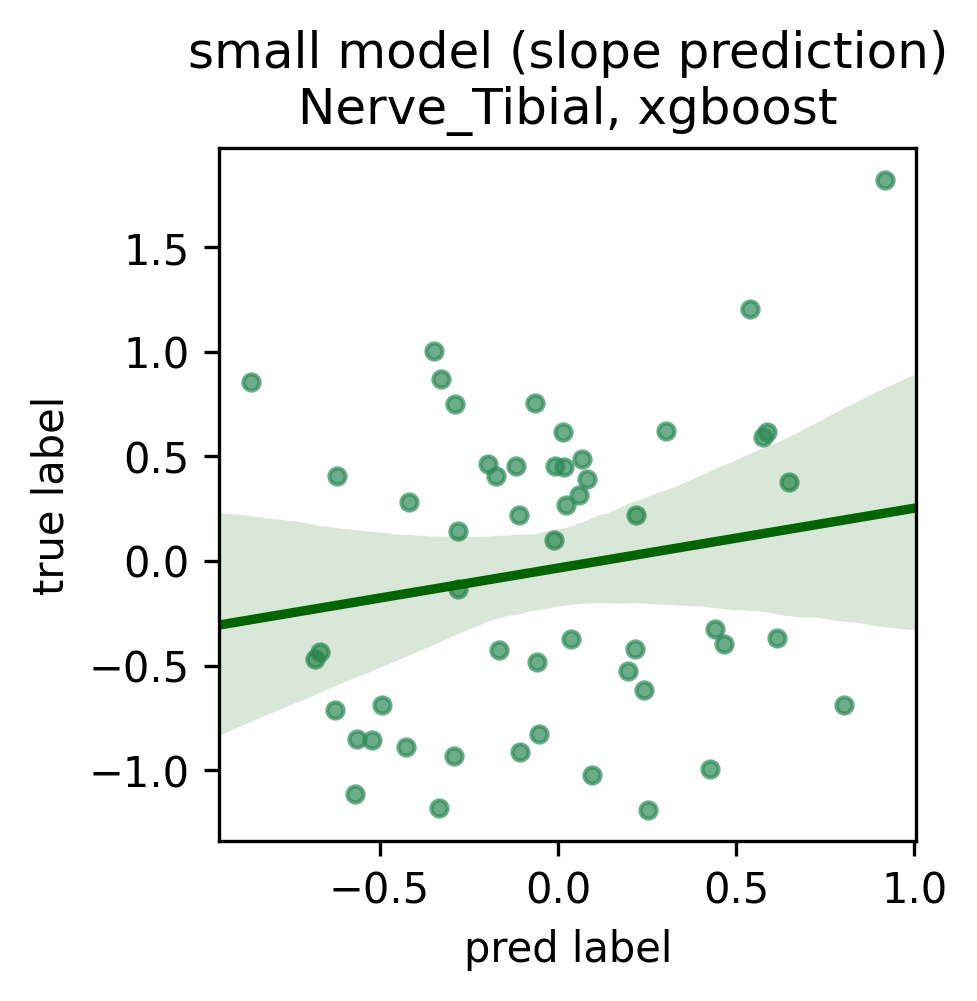 small model (slope prediction)
Nerve_Tibial, xgboost
true label
1.5
1.0
0.5
0.0
−0.5
−1.0
−0.5 0.0 0.5 1.0
pred label